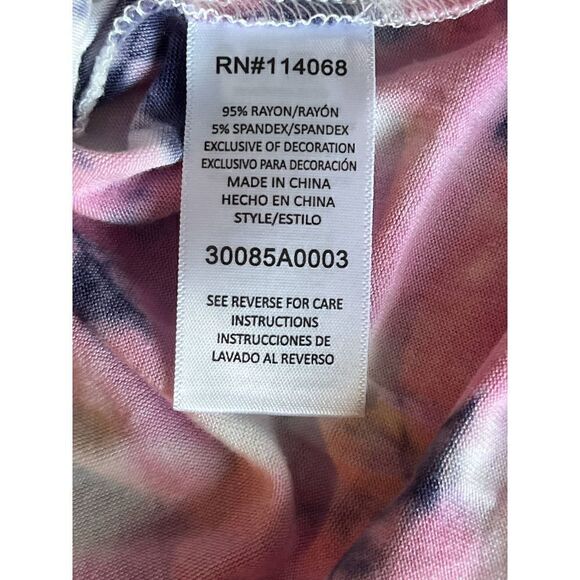 RN#114068
95% RAYON/RAYÓN
5% SPANDEX/SPANDEX
EXCLUSIVE OF DECORATION
EXCLUSIVO PARA DECORACIÓN
MADE IN CHINA
HECHO EN CHINA
STYLE/ESTILO
30085A0003
SEE REVERSE FOR CARE
INSTRUCTIONS
INSTRUCCIONES DE
LAVADO AL REVERSO